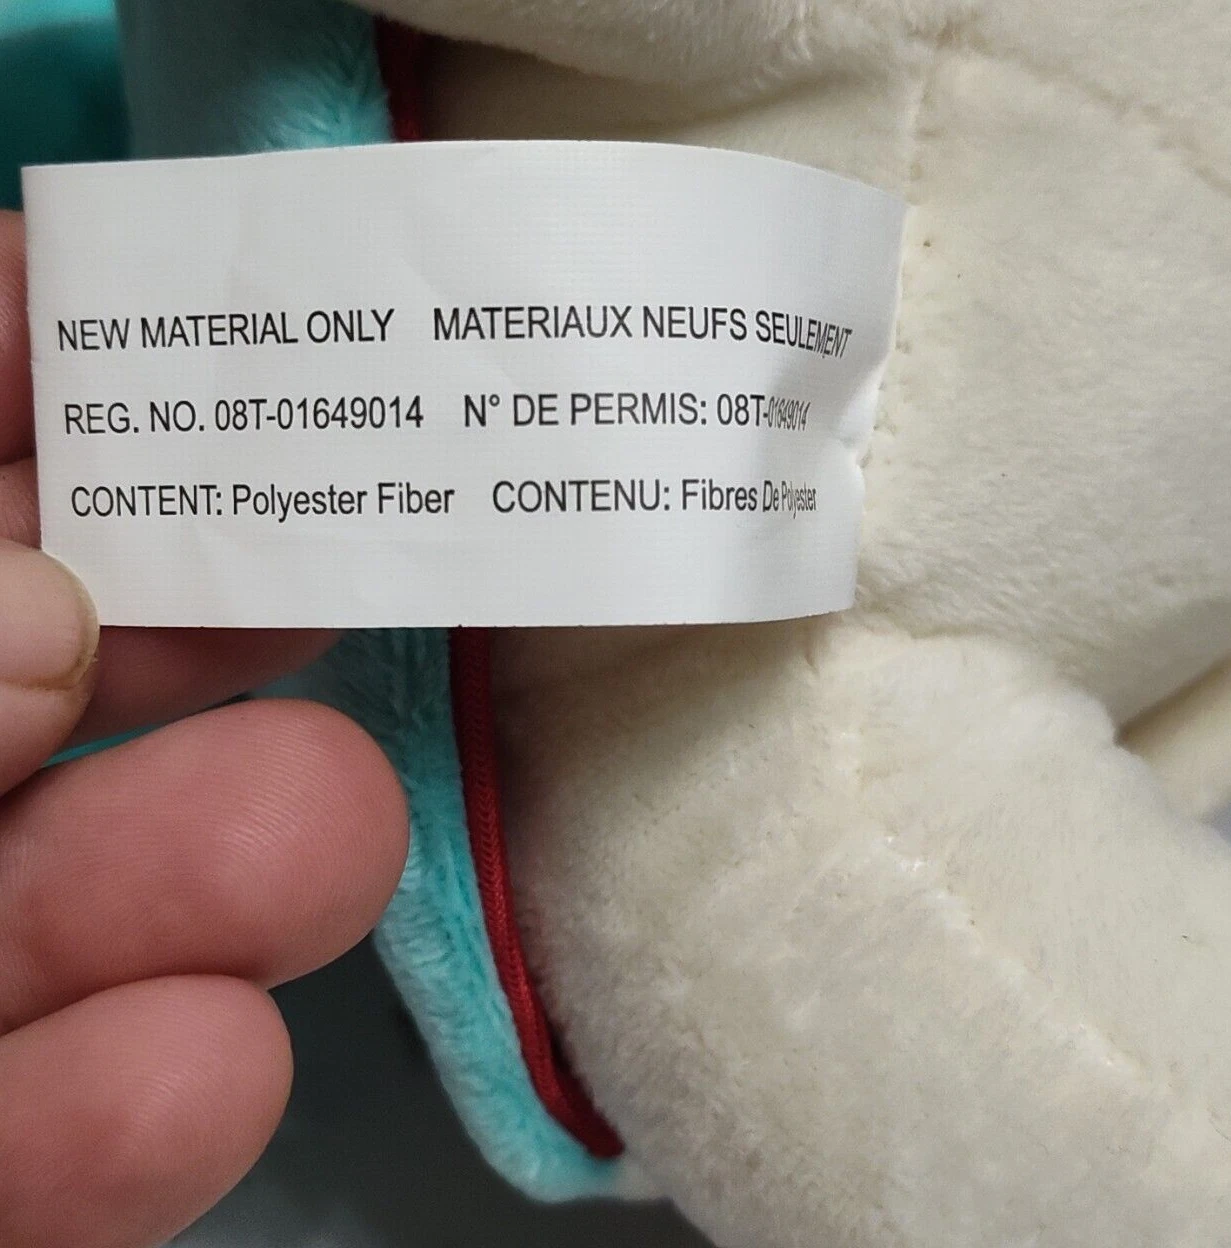 NEW MATERIAL ONLY MATERIAUX NEUFS SEULEMENT
REG. NO. 08T-01649014 N° DE PERMIS: 08T-01649014
CONTENT: Polyester Fiber CONTENU: Fibres De Polyester